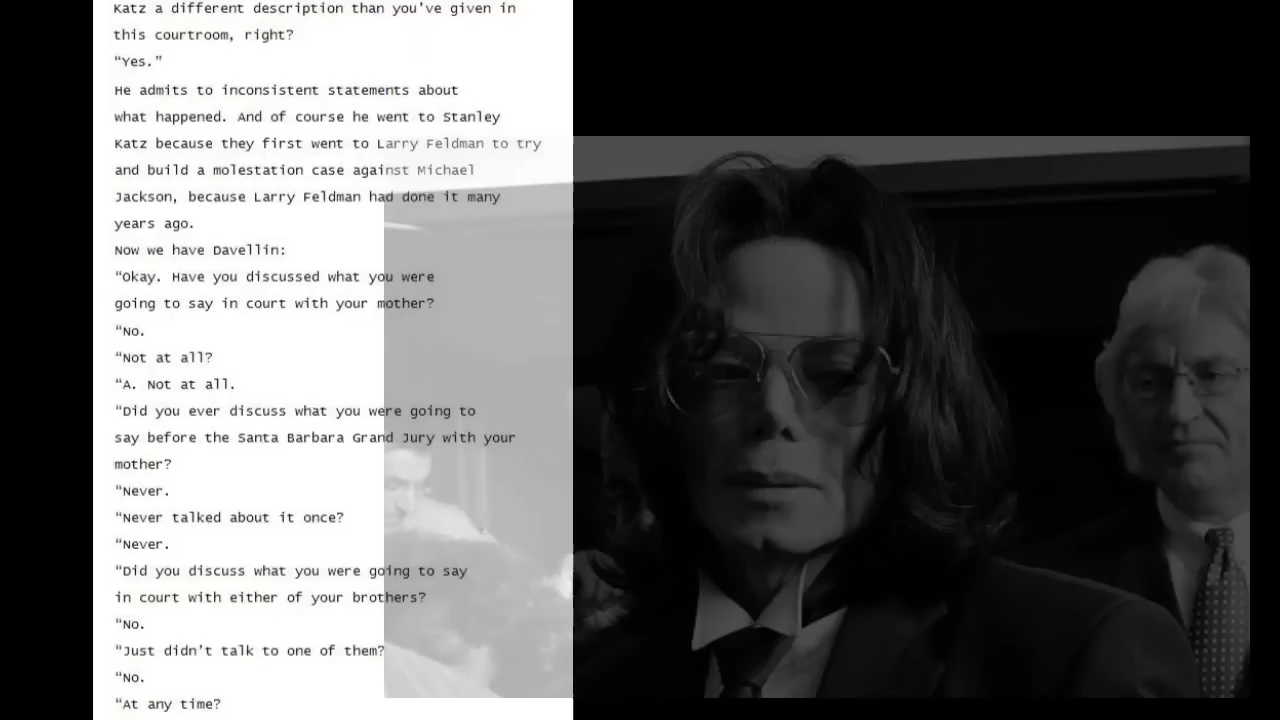 Katz a different description than you've given in
this courtroom, right?
"Yes."
He admits to inconsistent statements about
what happened. And of course he went to Stanley
Katz because they first went to Larry Feldman to try
and build a molestation case against Michael
Jackson, because Larry Feldman had done it many
years ago.
Now we have Davellin:
"Okay. Have you discussed what you were
going to say in court with your mother?
"No.
"Not at all?
"A. Not at all.
"Did you ever discuss what you were going to
say before the Santa Barbara Grand Jury with your
mother?
"Never.
"Never talked about it once?
"Never.
"Did you discuss what you were going to say
in court with either of your brothers?
"No.
"Just didn't talk to one of them?
"No.
"At any time?